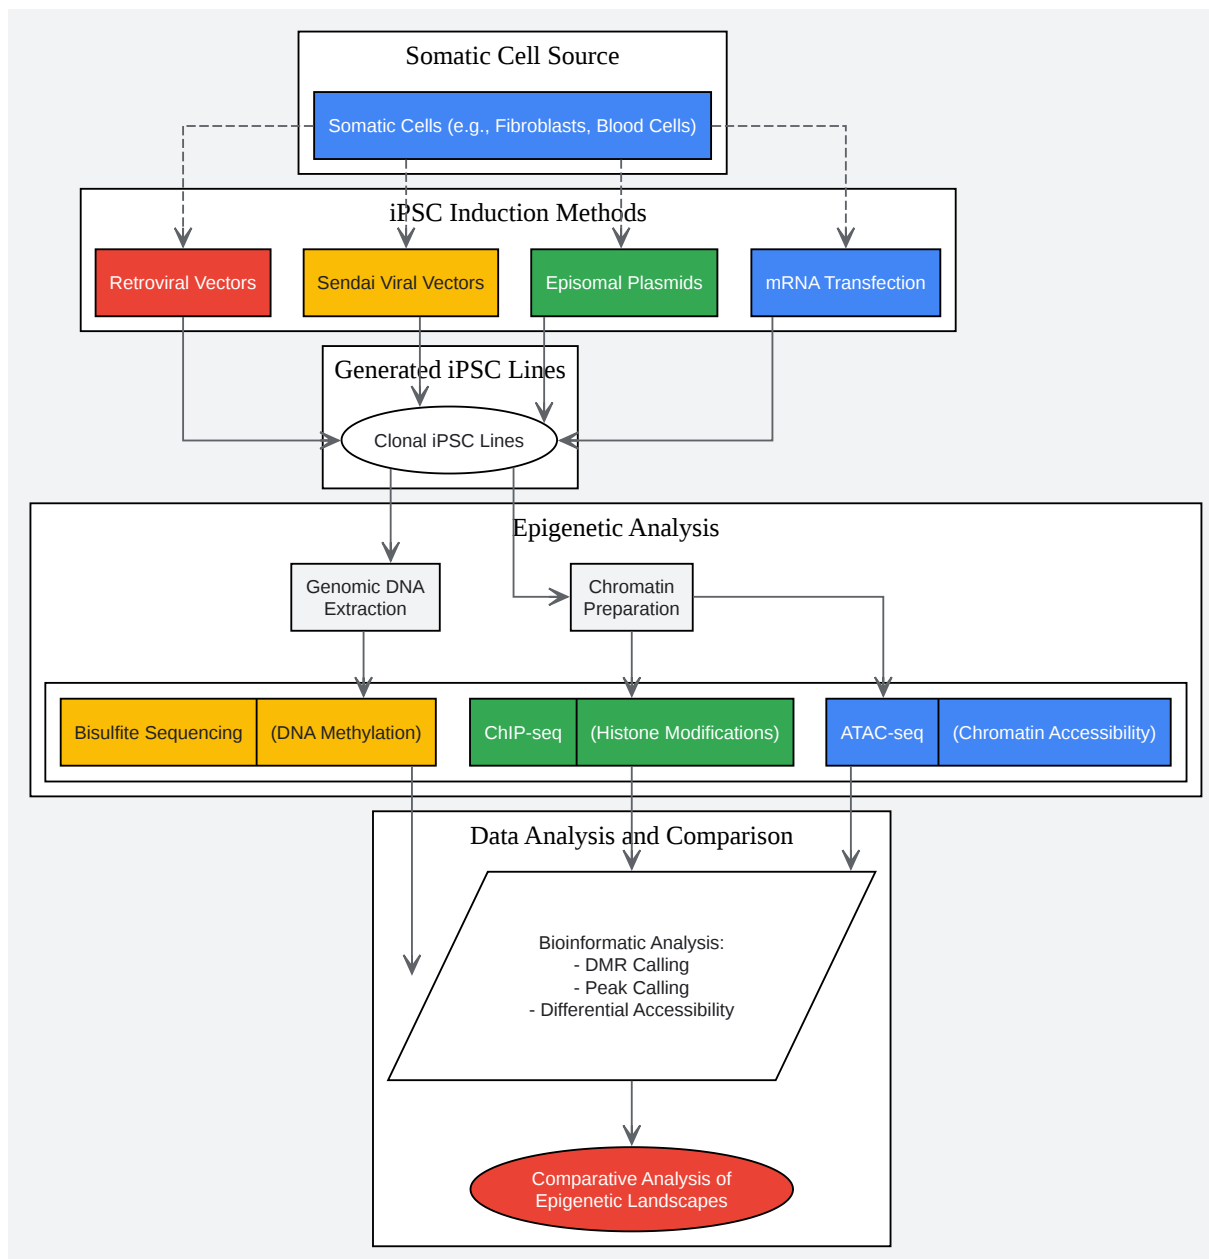 Somatic Cell Source
Somatic Cells (e.g., Fibroblasts, Blood Cells)
iPSC Induction Methods
Retroviral Vectors
Sendai Viral Vectors
Episomal Plasmids
mRNA Transfection
Generated iPSC Lines
Clonal iPSC Lines
Epigenetic Analysis
Genomic DNA
Extraction
Chromatin
Preparation
Bisulfite Sequencing
(DNA Methylation)
ChIP-seq
(Histone Modifications)
ATAC-seq
(Chromatin Accessibility)
Data Analysis and Comparison
Bioinformatic Analysis:
- DMR Calling
- Peak Calling
- Differential Accessibility
Comparative Analysis of
Epigenetic Landscapes